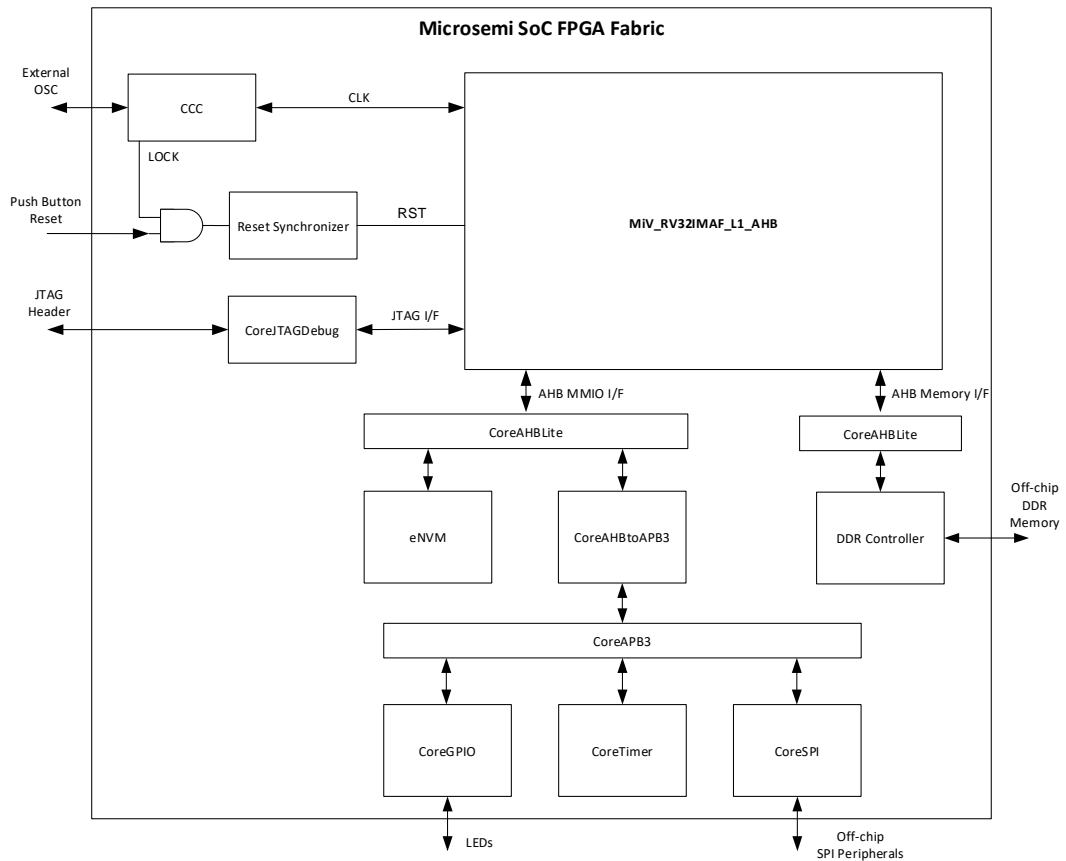 Microsemi SoC FPGA Fabric
External
OSC
CCC
CLK
LOCK
Push Button
Reset
Reset Synchronizer
RST
MiV_RV32IMAF_L1_AHB
JTAG
Header
CoreJTAGDebug
JTAG I/F
AHB MMIO I/F
AHB Memory I/F
CoreAHBLite
CoreAHBLite
eNVM
CoreAHBtoAPB3
DDR Controller
Off-chip
DDR
Memory
CoreAPB3
CoreGPIO
CoreTimer
CoreSPI
LEDs
Off-chip
SPI Peripherals